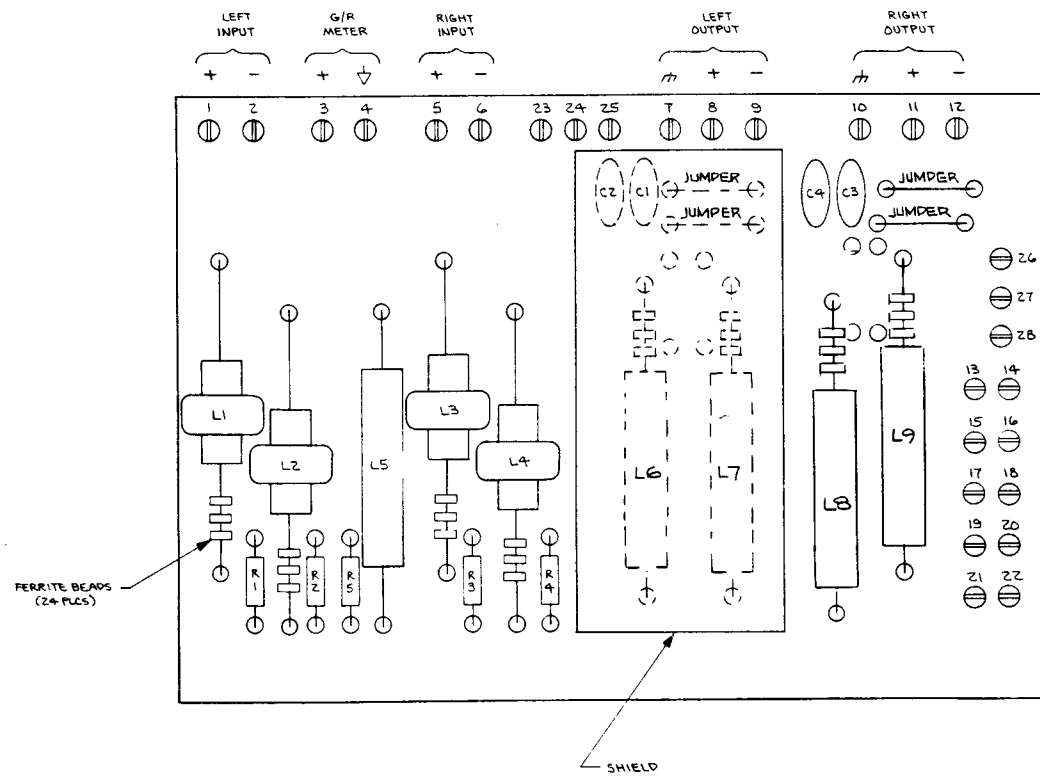 LEFT INPUT
G/R METER
RIGHT INPUT
LEFT OUTPUT
RIGHT OUTPUT
+ − + + − + − + −
1 2 3 4 5 6 23 24 25 7 8 9 10 11 12
C2 C1 JUMPER C4 C3 JUMPER
JUMPER JUMPER
26
27
28
13 14
L1 L3 15 16
L2 L5 L4 L6 L7 L9
17 18
L8
19 20
FERRITE BEADS
(24 PLCS)
R1 R2 R5 R3 R4
21 22
SHIELD